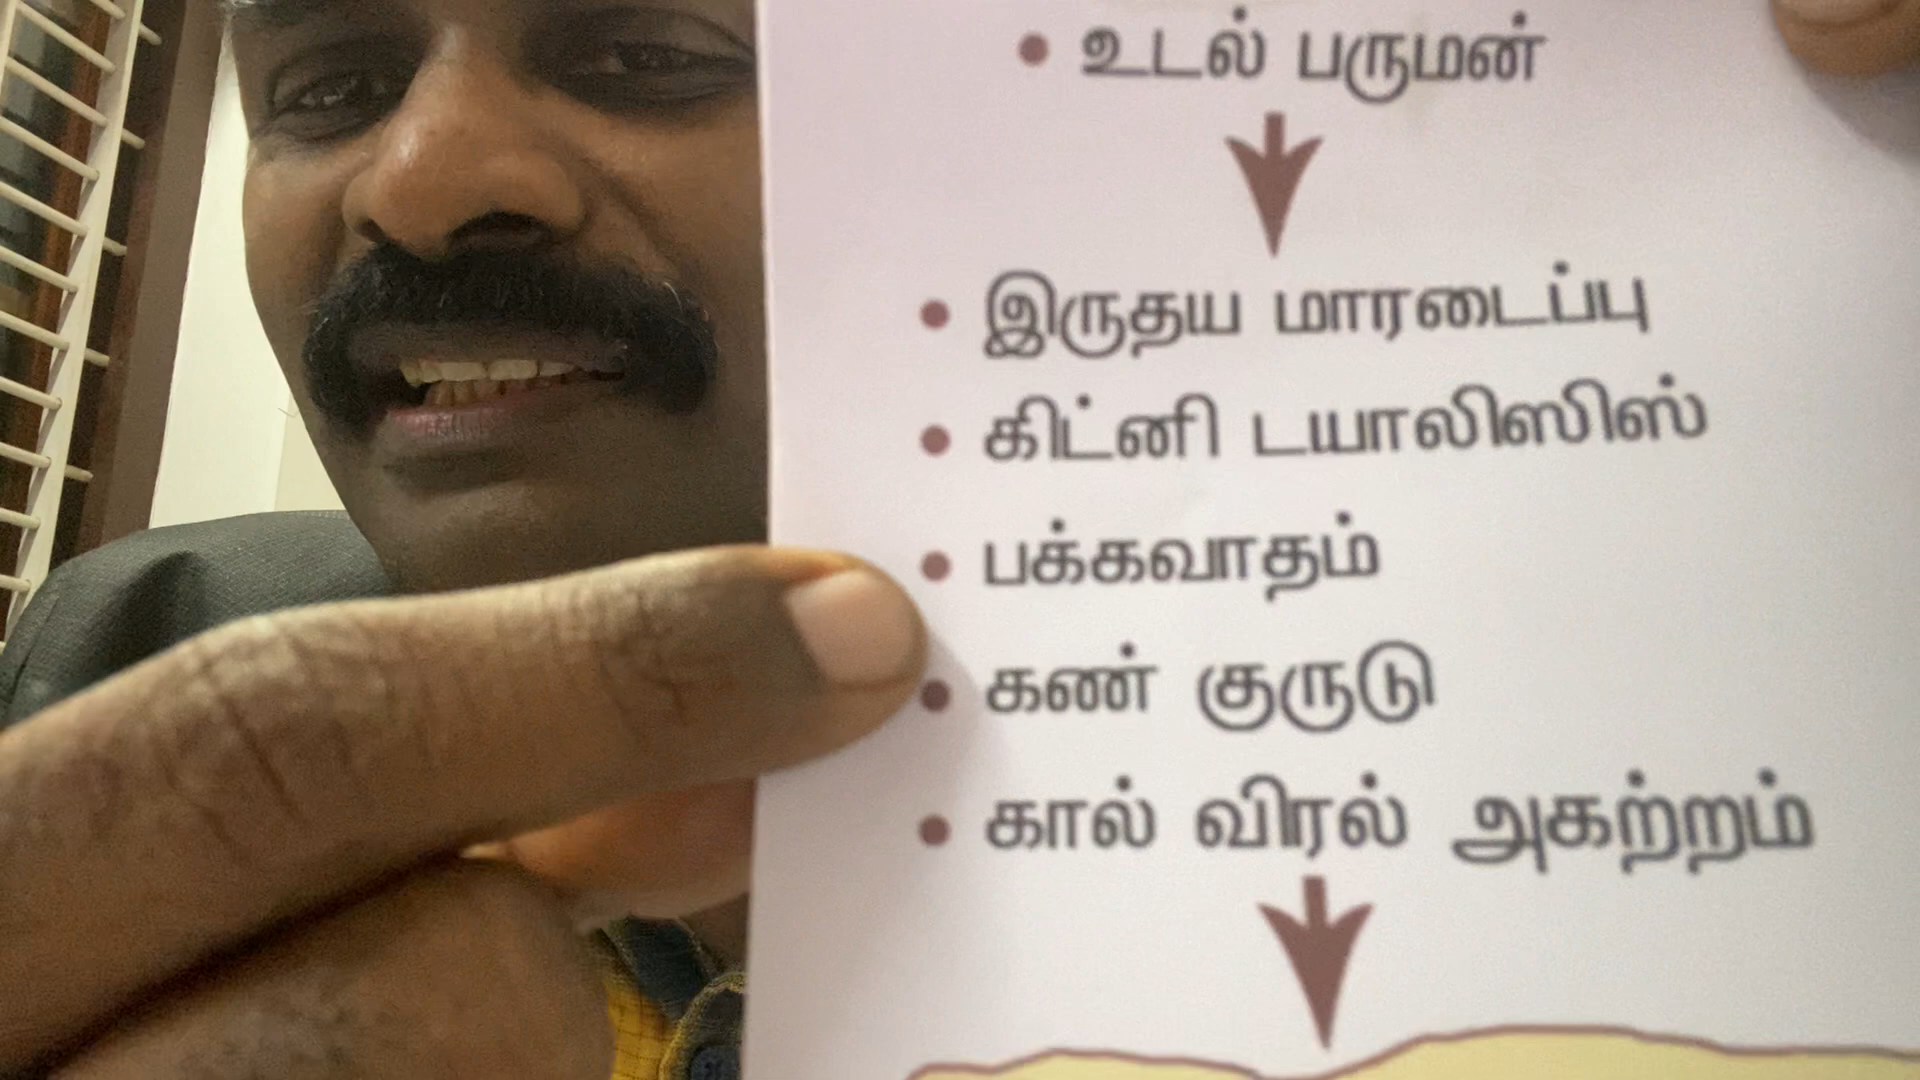 • உடல் பருமன்
• இருதய மாரடைப்பு
• கிட்னி டயாலிஸிஸ்
• பக்கவாதம்
• கண் குருடு
• கால் விரல் அகற்றம்